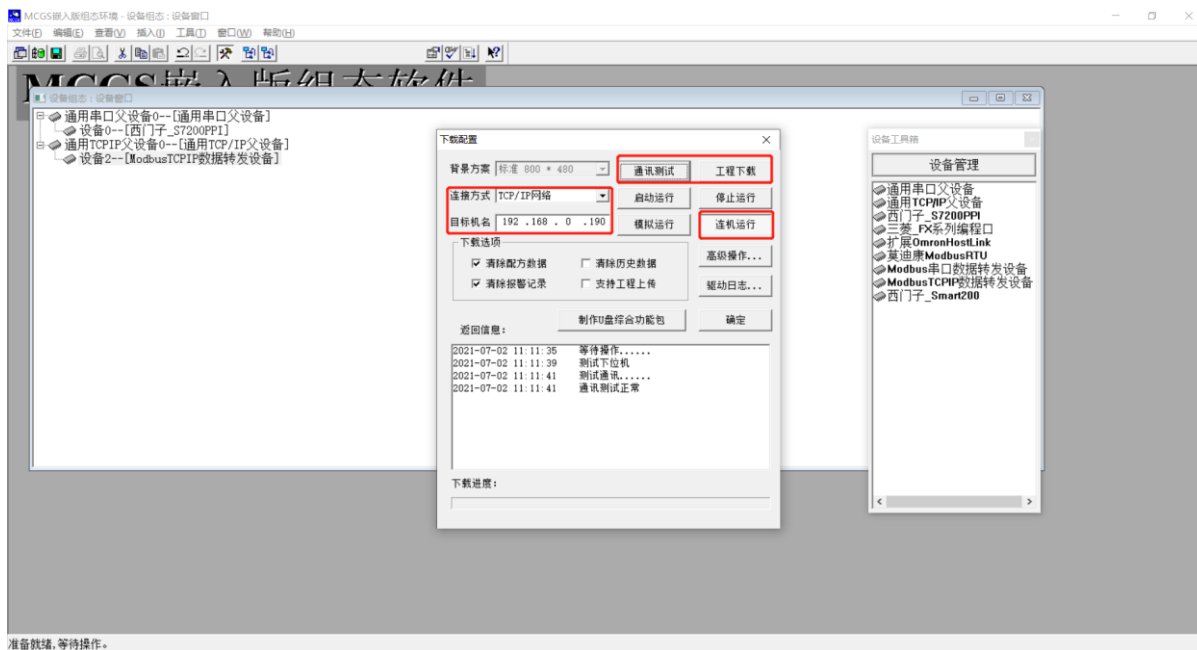 MCGS嵌入版组态环境 - 设备组态 : 设备窗口
文件(F) 编辑(E) 查看(V) 插入(I) 工具(T) 窗口(W) 帮助(H)
MCGS嵌入版组态软件
设备组态 : 设备窗口
通用串口父设备0--[通用串口父设备]
设备0--[西门子_S7200PPI]
通用TCPIP父设备0--[通用TCP/IP父设备]
设备2--[ModbusTCPIP数据转发设备]
下载配置
背景方案 标准 800 * 480 通讯测试 工程下载
连接方式 TCP/IP网络 启动运行 停止运行
目标机名 192 .168 . 0 .190 模拟运行 连机运行
下载选项
清除配方数据 清除历史数据 高级操作...
清除报警记录 支持工程上传 驱动日志...
制作U盘综合功能包 确定
返回信息:
2021-07-02 11:11:35 等待操作......
2021-07-02 11:11:39 测试下位机
2021-07-02 11:11:41 测试通讯......
2021-07-02 11:11:41 通讯测试正常
下载进度:
设备工具箱
设备管理
通用串口父设备
通用TCP/IP父设备
西门子_S7200PPI
三菱_FX系列编程口
扩展OmronHostLink
莫迪康ModbusRTU
Modbus串口数据转发设备
ModbusTCPIP数据转发设备
西门子_Smart200
准备就绪,等待操作。